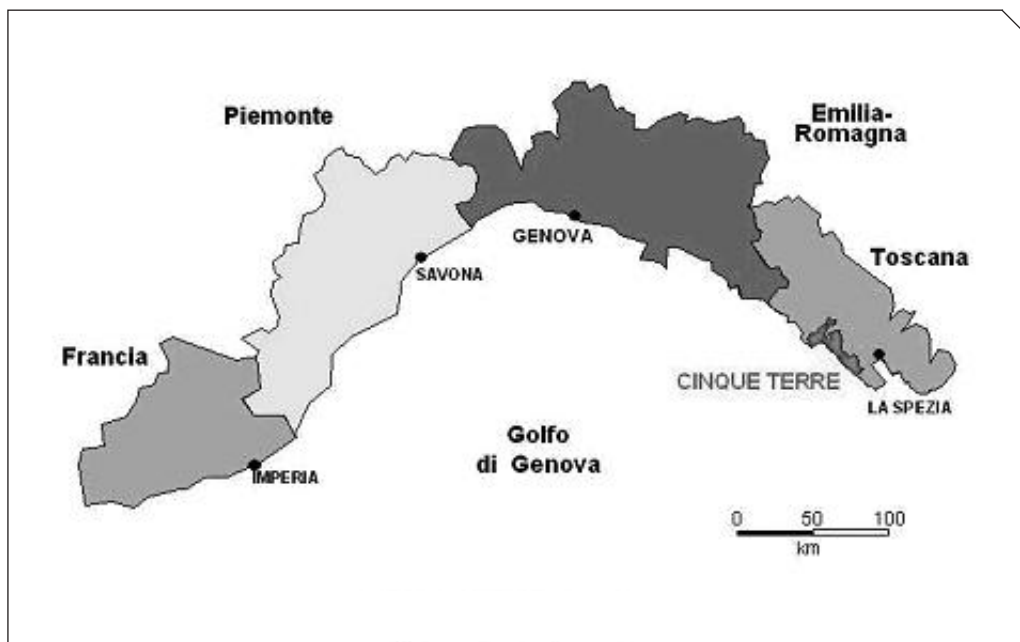 Piemonte
Emilia-
Romagna
GENOVA
SAVONA
Toscana
Francia
CINQUE TERRE
LA SPEZIA
Golfo
di Genova
IMPERIA
0 50 100
km